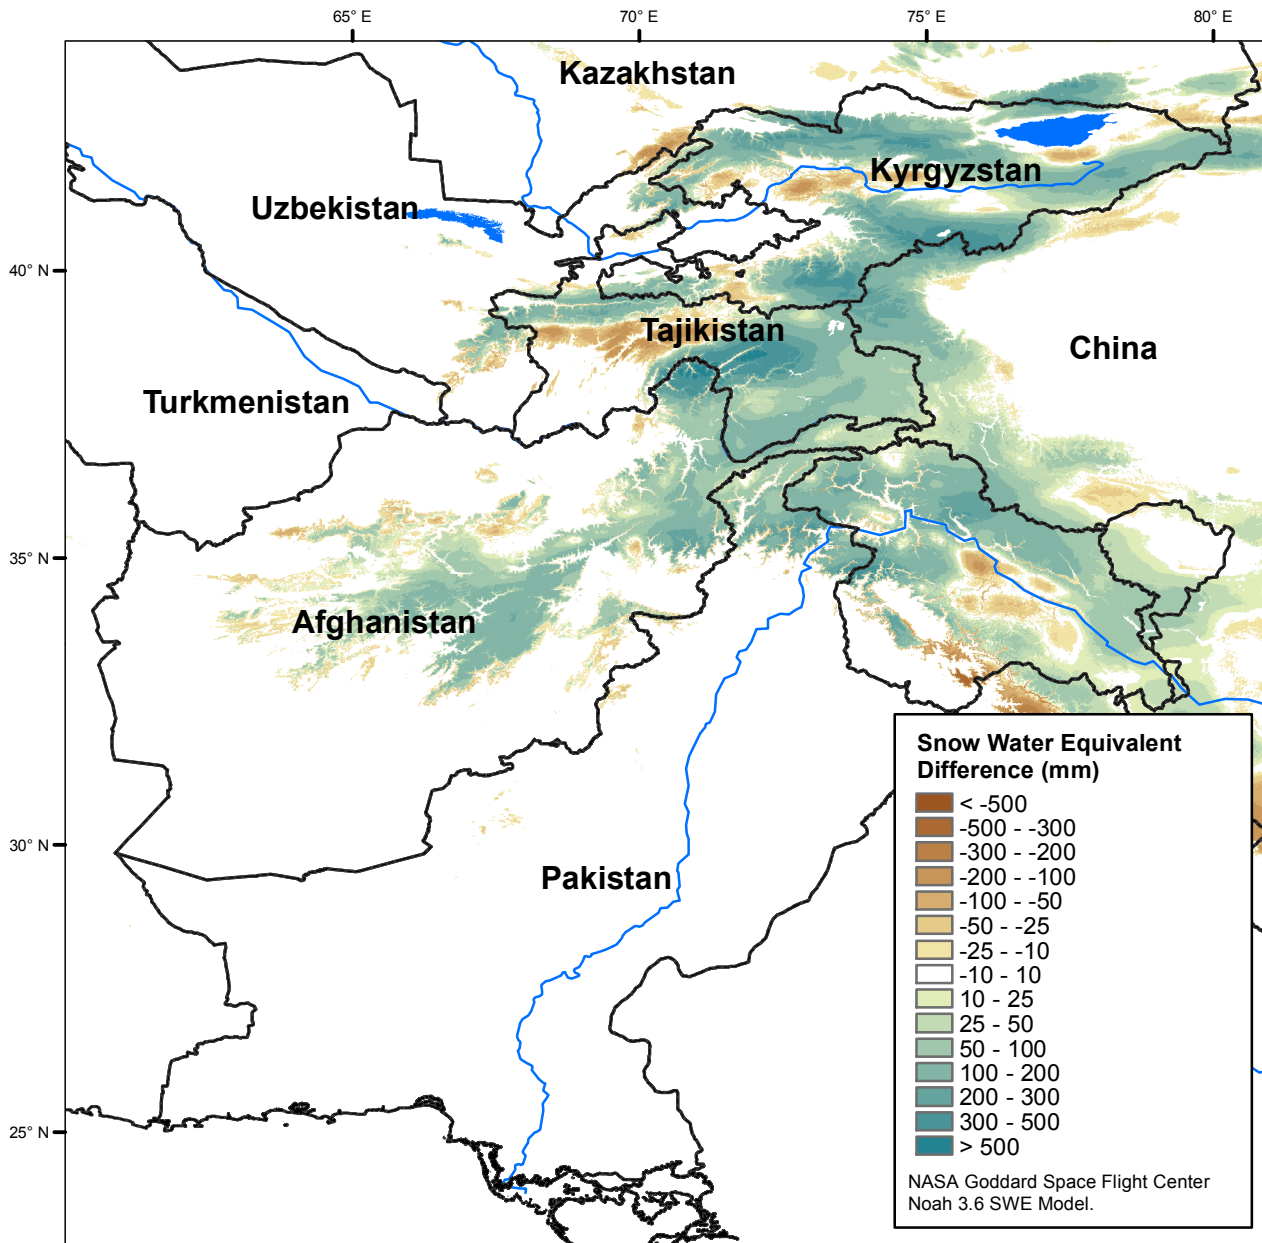 65° E
70° E
75° E
80° E
Kazakhstan
Kyrgyzstan
Uzbekistan
40° N
Tajikistan
China
Turkmenistan
35° N
Afghanistan
30° N
Pakistan
25° N
Snow Water Equivalent
Difference (mm)
< -500
-500 - -300
-300 - -200
-200 - -100
-100 - -50
-50 - -25
-25 - -10
-10 - 10
10 - 25
25 - 50
50 - 100
100 - 200
200 - 300
300 - 500
> 500
NASA Goddard Space Flight Center
Noah 3.6 SWE Model.